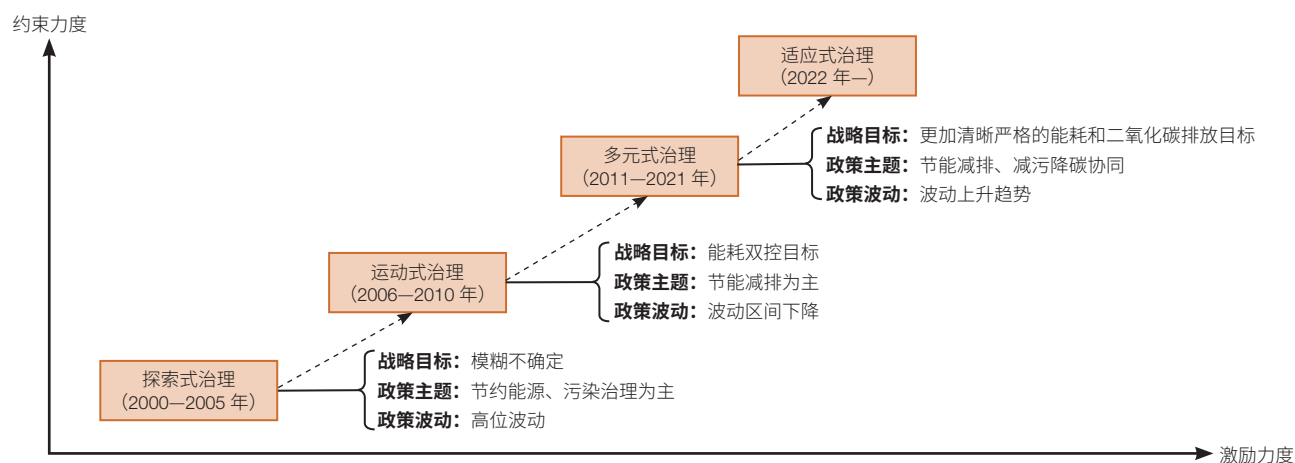 约束力度
适应式治理
（2022 年—）
战略目标：更加清晰严格的能耗和二氧化碳排放目标
多元式治理
（2011—2021 年）
政策主题：节能减排、减污降碳协同
政策波动：波动上升趋势
战略目标：能耗双控目标
运动式治理
（2006—2010 年）
政策主题：节能减排为主
政策波动：波动区间下降
战略目标：模糊不确定
探索式治理
（2000—2005 年）
政策主题：节约能源、污染治理为主
政策波动：高位波动
激励力度